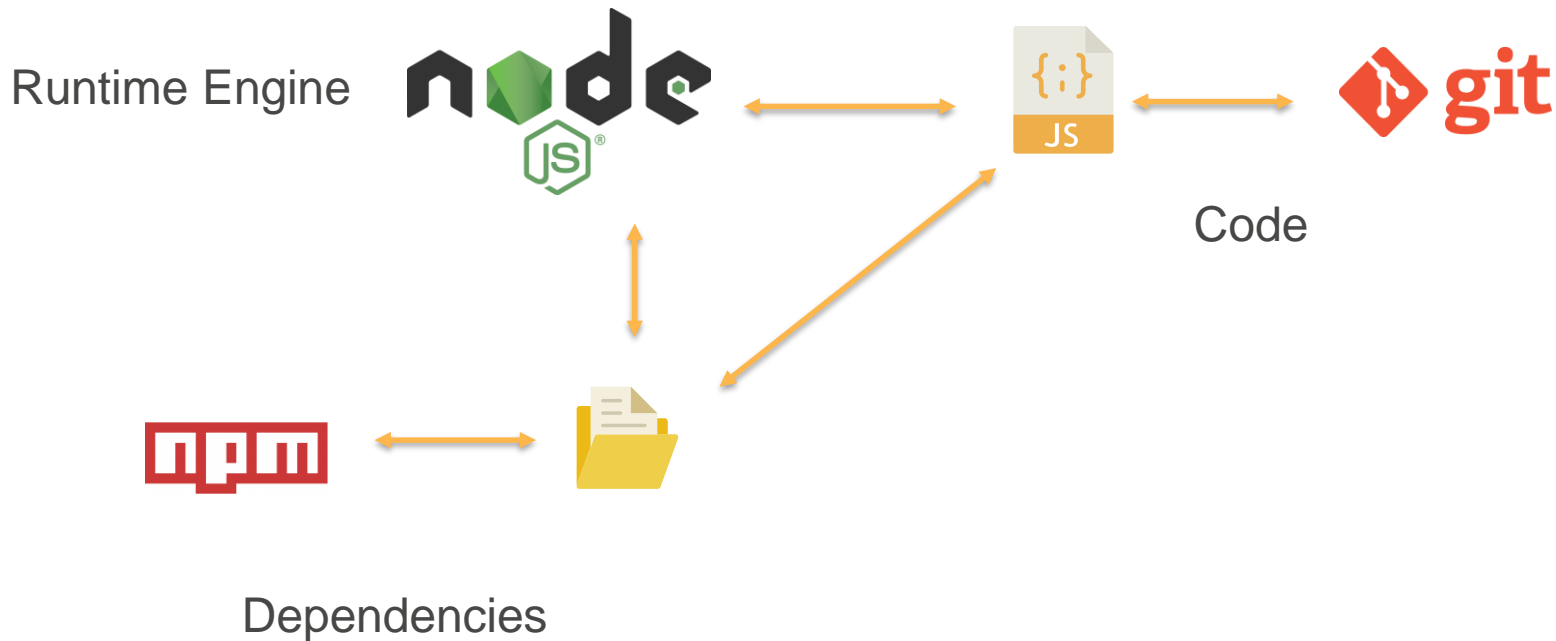 Runtime Engine
node
JS®
{;}
JS
git
Code
npm
Dependencies